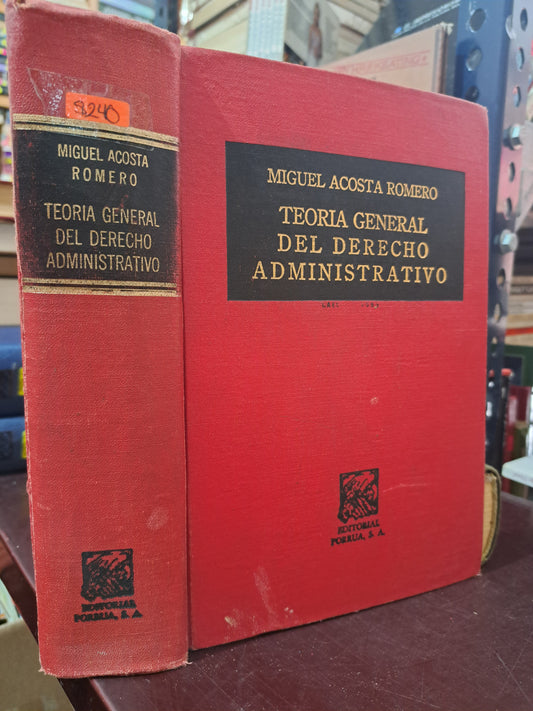 $240
MIGUEL ACOSTA
ROMERO
TEORIA GENERAL
DEL DERECHO
ADMINISTRATIVO
EDITORIAL
PORRUA, S. A.
MIGUEL ACOSTA ROMERO
TEORIA GENERAL
DEL DERECHO
ADMINISTRATIVO
EDITORIAL
PORRUA, S. A.